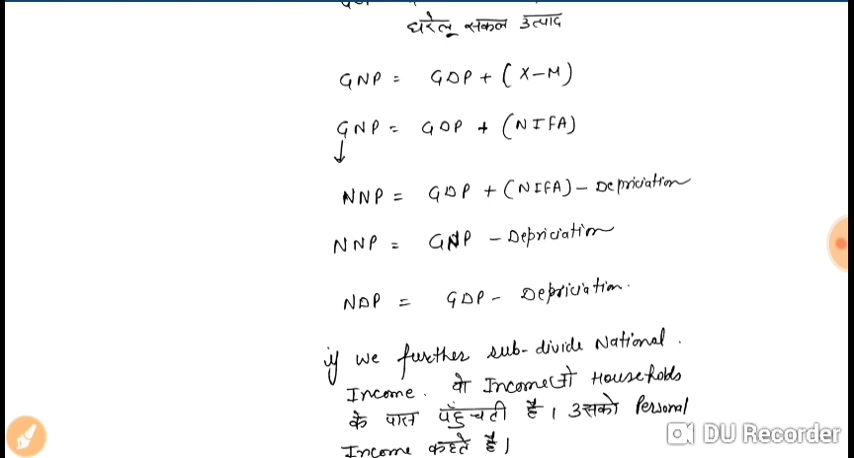 घरेलू सकल उत्पाद
GNP = GDP + (X-M)
GNP = GDP + (NIFA)
↓
NNP = GDP + (NIFA) - Depriciation
NNP = GNP - Depriciation
NDP = GDP - Depriciation.
if we further sub-divide National.
Income. वो Income जो Households
के पास पहुँचती है। उसको Personal
Income कहते है।
DU Recorder